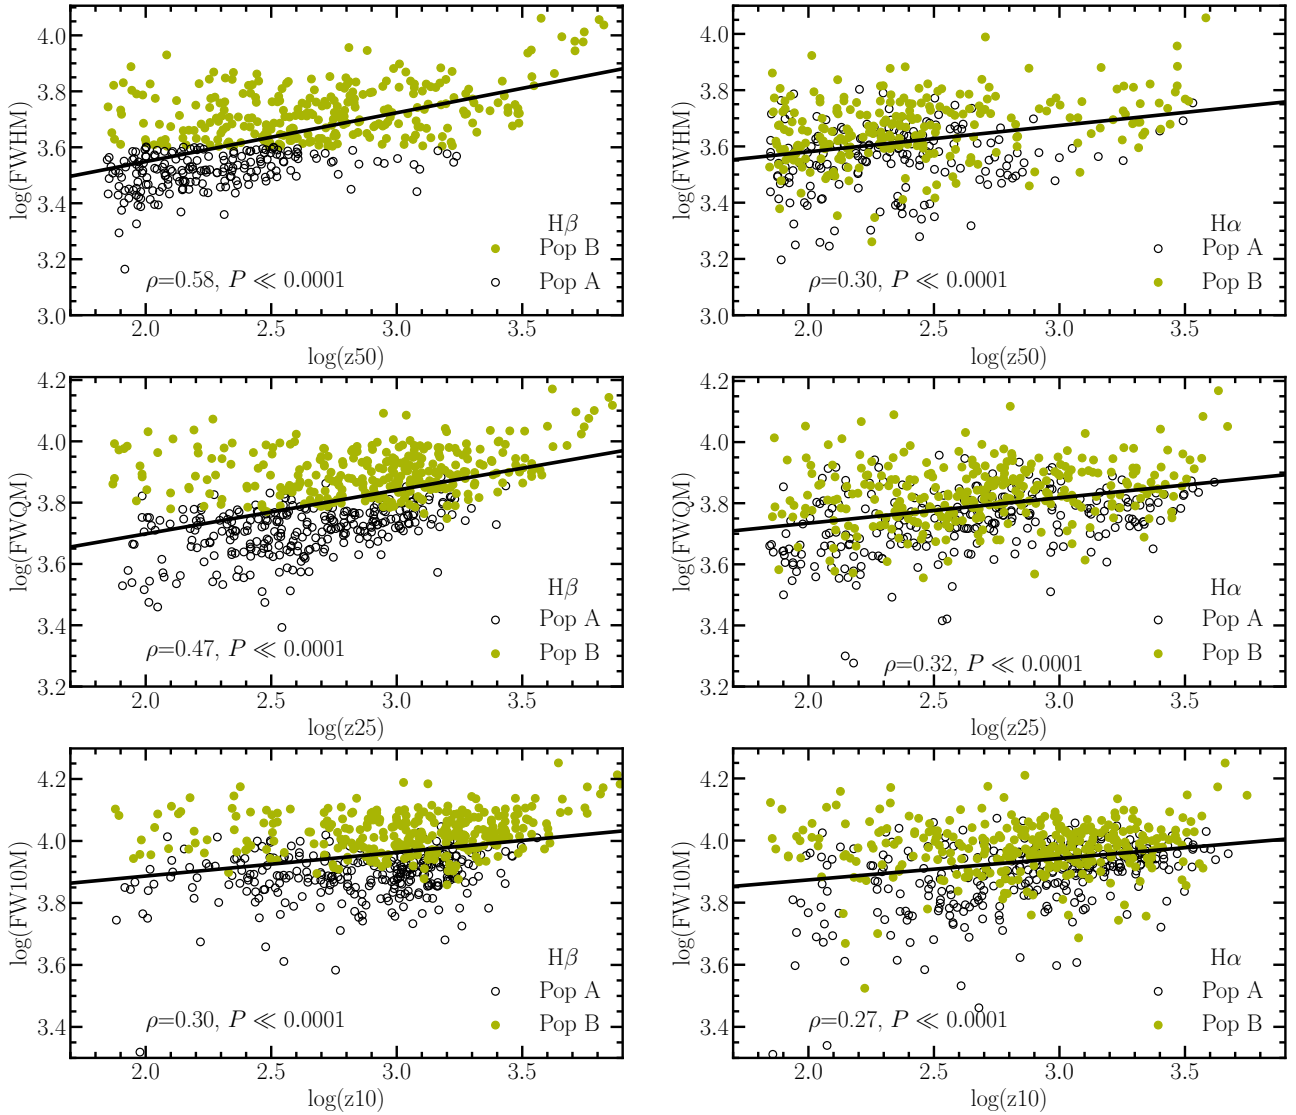 log(FWHM)
4.0
3.8
3.6
3.4
3.2
3.0
Hβ
Pop B
Pop A
ρ=0.58, P ≪ 0.0001
2.0 2.5 3.0 3.5
log(z50)
log(FWHM)
4.0
3.8
3.6
3.4
3.2
3.0
Hα
Pop A
Pop B
ρ=0.30, P ≪ 0.0001
2.0 2.5 3.0 3.5
log(z50)
log(FWQM)
4.2
4.0
3.8
3.6
3.4
3.2
Hβ
Pop A
Pop B
ρ=0.47, P ≪ 0.0001
2.0 2.5 3.0 3.5
log(z25)
log(FWQM)
4.2
4.0
3.8
3.6
3.4
3.2
Hα
Pop A
Pop B
ρ=0.32, P ≪ 0.0001
2.0 2.5 3.0 3.5
log(z25)
log(FW10M)
4.2
4.0
3.8
3.6
3.4
Hβ
Pop A
Pop B
ρ=0.30, P ≪ 0.0001
2.0 2.5 3.0 3.5
log(z10)
log(FW10M)
4.2
4.0
3.8
3.6
3.4
Hα
Pop A
Pop B
ρ=0.27, P ≪ 0.0001
2.0 2.5 3.0 3.5
log(z10)